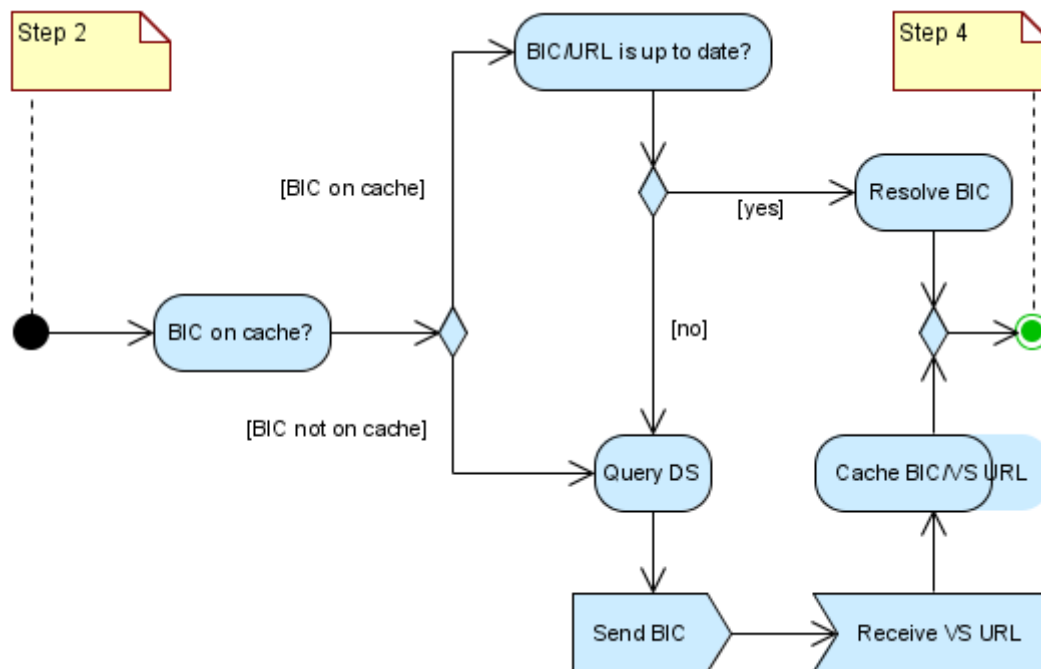 Step 2
BIC/URL is up to date?
Step 4
[BIC on cache]
Resolve BIC
[yes]
BIC on cache?
[no]
[BIC not on cache]
Query DS
Cache BIC/VS URL
Send BIC
Receive VS URL